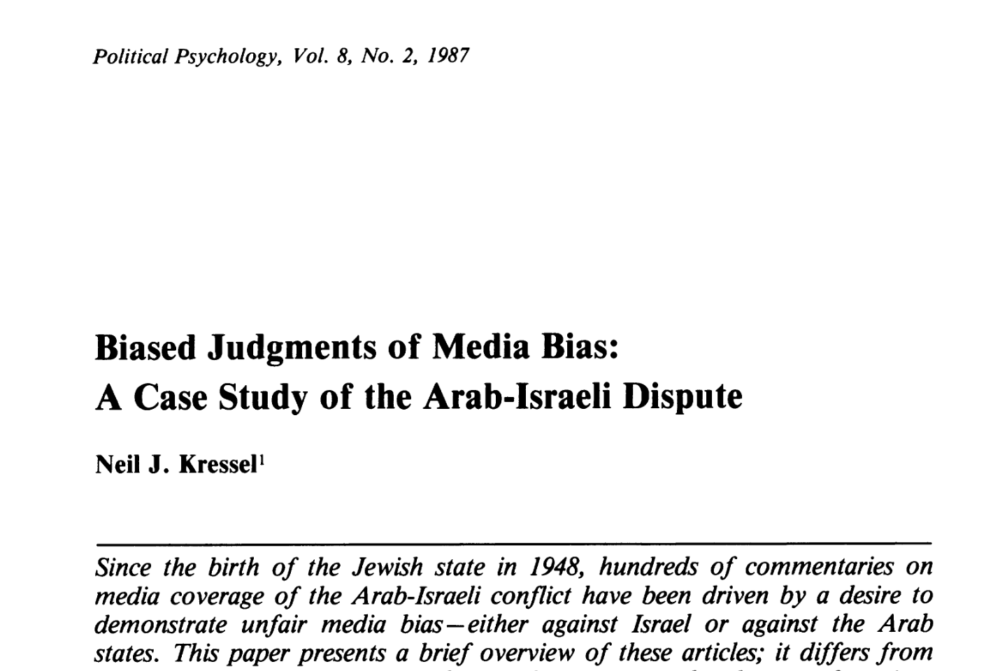 Political Psychology, Vol. 8, No. 2, 1987
Biased Judgments of Media Bias:
A Case Study of the Arab-Israeli Dispute
Neil J. Kressel¹
Since the birth of the Jewish state in 1948, hundreds of commentaries on
media coverage of the Arab-Israeli conflict have been driven by a desire to
demonstrate unfair media bias—either against Israel or against the Arab
states. This paper presents a brief overview of these articles; it differs from